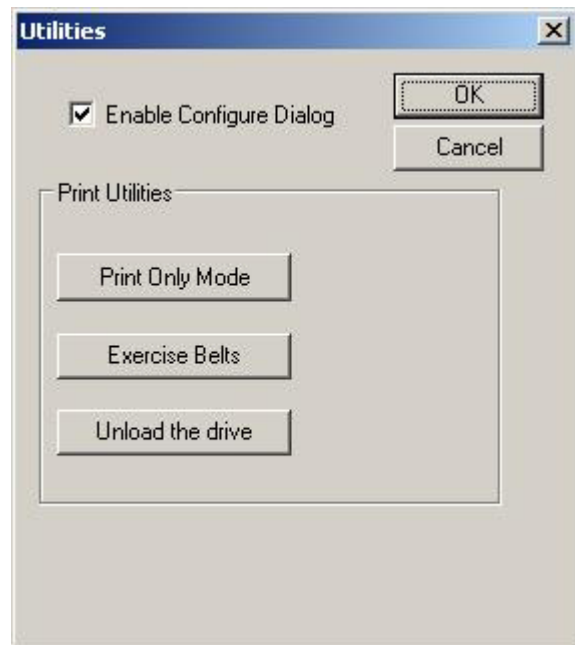 Utilities
Enable Configure Dialog
OK
Cancel
Print Utilities
Print Only Mode
Exercise Belts
Unload the drive